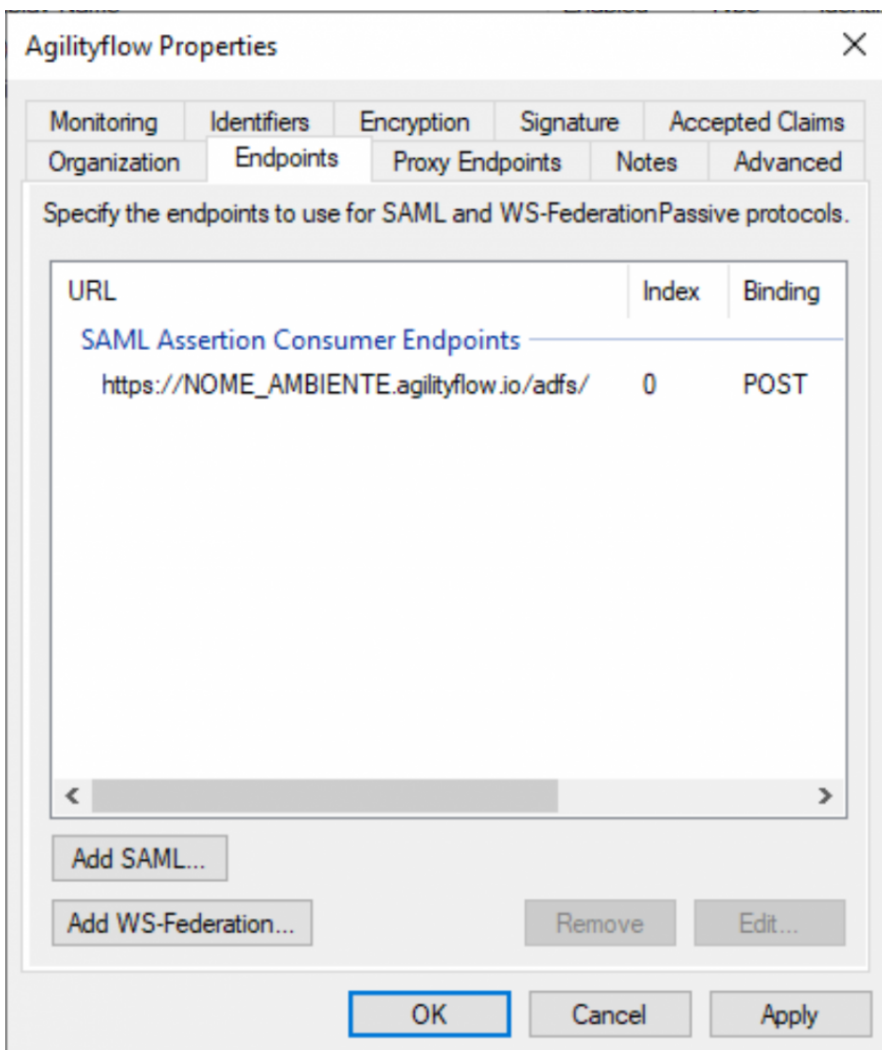 Agilityflow Properties
Monitoring Identifiers Encryption Signature Accepted Claims
Organization Endpoints Proxy Endpoints Notes Advanced
Specify the endpoints to use for SAML and WS-FederationPassive protocols.
URL Index Binding
SAML Assertion Consumer Endpoints
https://NOME_AMBIENTE.agilityflow.io/adfs/ 0 POST
Add SAML...
Add WS-Federation... Remove Edit...
OK Cancel Apply